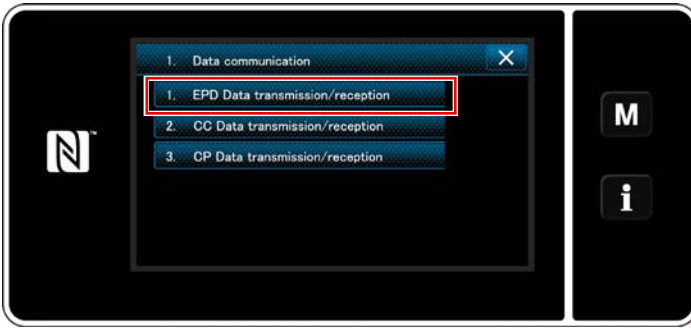 1. Data communication X
1. EPD Data transmission/reception
2. CC Data transmission/reception
3. CP Data transmission/reception
M
i
N